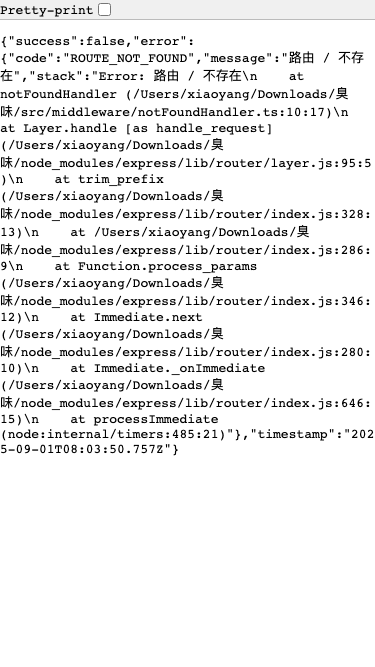 Pretty-print
{"success":false,"error":
{"code":"ROUTE_NOT_FOUND","message":"路由 / 不存
在","stack":"Error: 路由 / 不存在\n    at
notFoundHandler (/Users/xiaoyang/Downloads/臭
味/src/middleware/notFoundHandler.ts:10:17)\n
at Layer.handle [as handle_request]
(/Users/xiaoyang/Downloads/臭
味/node_modules/express/lib/router/layer.js:95:5
)\n    at trim_prefix
(/Users/xiaoyang/Downloads/臭
味/node_modules/express/lib/router/index.js:328:
13)\n    at /Users/xiaoyang/Downloads/臭
味/node_modules/express/lib/router/index.js:286:
9\n    at Function.process_params
(/Users/xiaoyang/Downloads/臭
味/node_modules/express/lib/router/index.js:346:
12)\n    at Immediate.next
(/Users/xiaoyang/Downloads/臭
味/node_modules/express/lib/router/index.js:280:
10)\n    at Immediate._onImmediate
(/Users/xiaoyang/Downloads/臭
味/node_modules/express/lib/router/index.js:646:
15)\n    at processImmediate
(node:internal/timers:485:21)"},"timestamp":"202
5-09-01T08:03:50.757Z"}